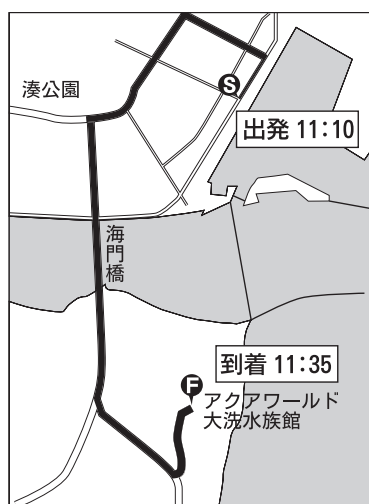 湊公園
S
出発 11:10
海門橋
到着 11:35
F
アクアワールド
大洗水族館